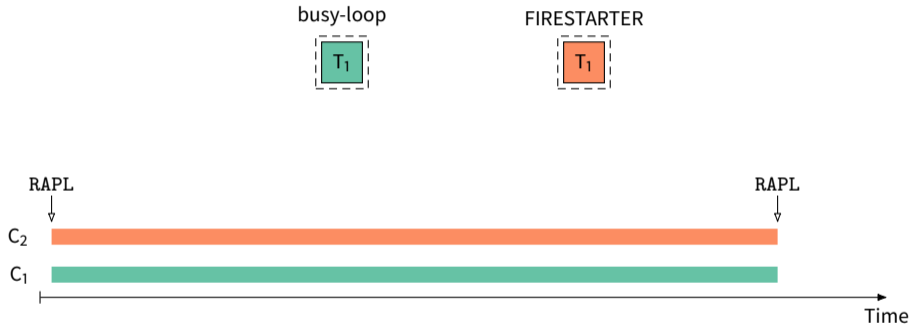 busy-loop
FIRESTARTER
T₁
T₁
RAPL
RAPL
C₂
C₁
Time